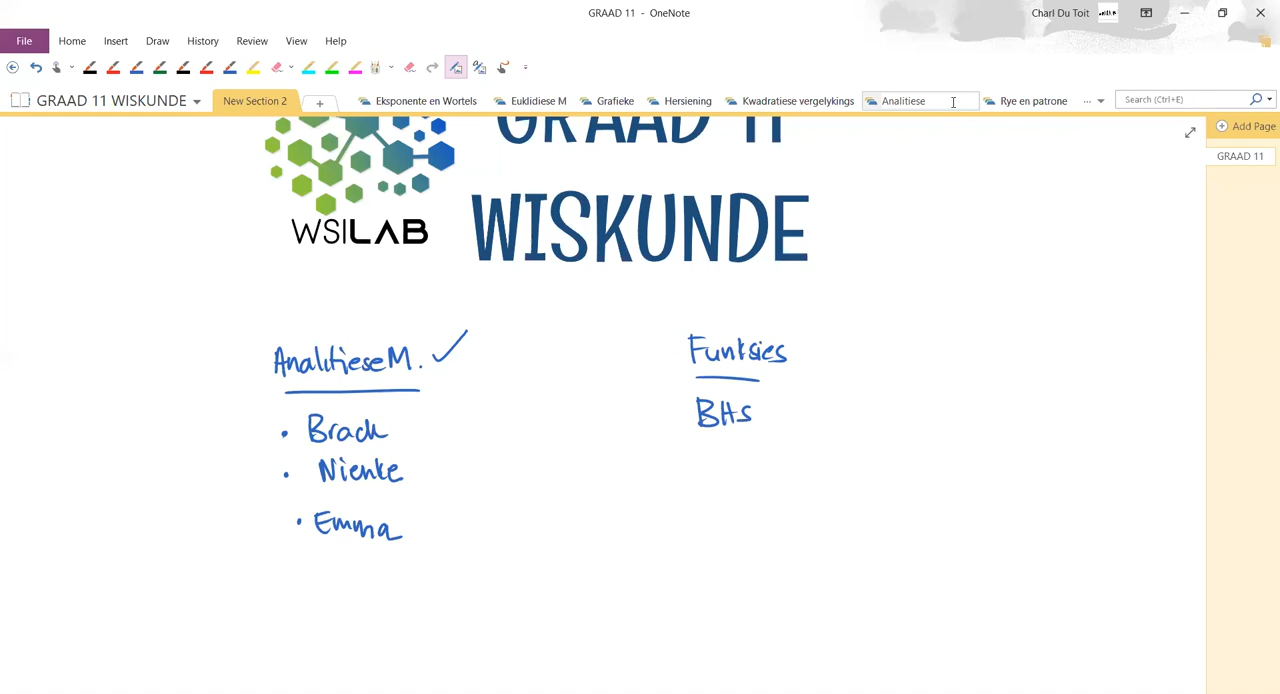 GRAAD 11 - OneNote
Charl Du Toit
File Home Insert Draw History Review View Help
GRAAD 11 WISKUNDE New Section 2 Eksponente en Wortels Euklidiese M Grafieke Hersiening Kwadratiese vergelykings Analitiese Rye en patrone ... Search (Ctrl+E)
Add Page
GRAAD 11
GRAAD 11
WISKUNDE
WSILAB
Analitiese M. ✓
• Brach
• Nienke
• Emma
Funksies
BHs